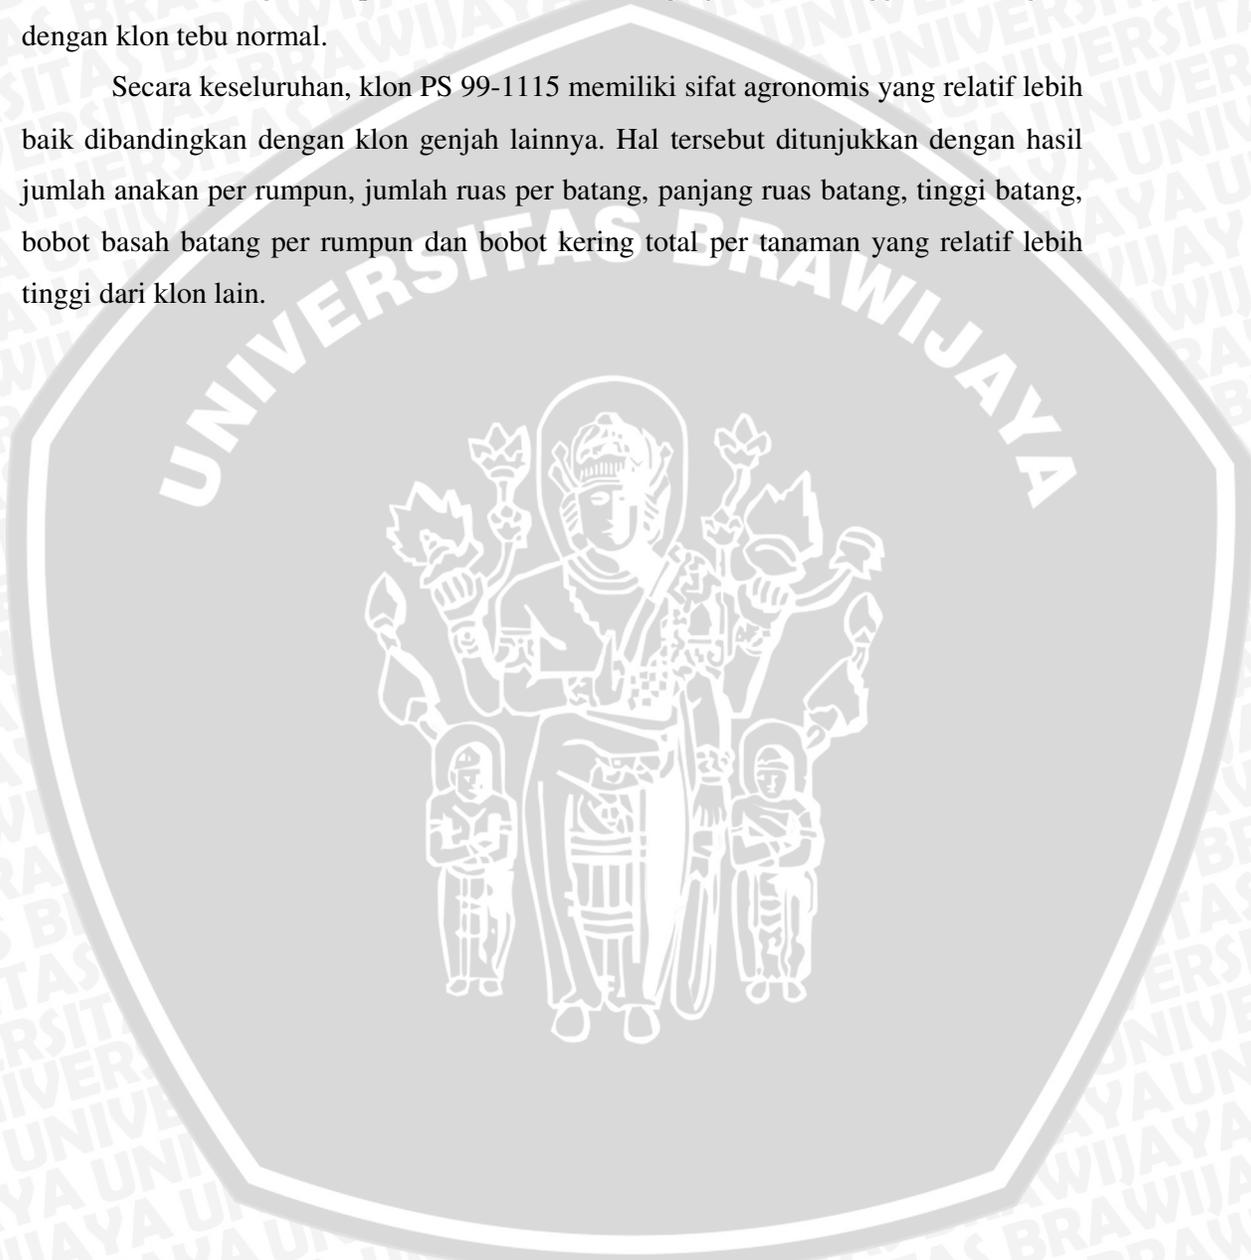 dengan klon tebu normal.
Secara keseluruhan, klon PS 99-1115 memiliki sifat agronomis yang relatif lebih
baik dibandingkan dengan klon genjah lainnya. Hal tersebut ditunjukkan dengan hasil
jumlah anakan per rumpun, jumlah ruas per batang, panjang ruas batang, tinggi batang,
bobot basah batang per rumpun dan bobot kering total per tanaman yang relatif lebih
tinggi dari klon lain.
UNIVERSITAS BRAWIJAYA